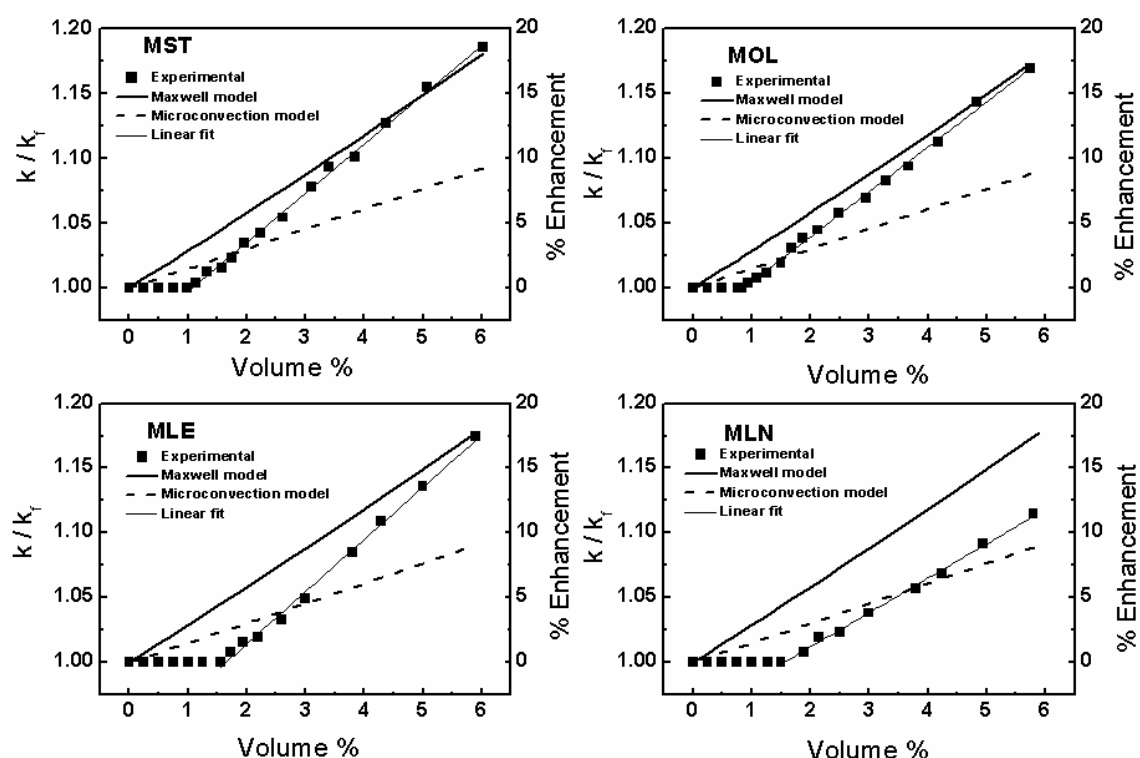 MST
Experimental
Maxwell model
Microconvection model
Linear fit
1.20
1.15
1.10
1.05
1.00
k / kf
20
15
10
5
0
% Enhancement
0 1 2 3 4 5 6
Volume %
MOL
Experimental
Maxwell model
Microconvection model
Linear fit
1.20
1.15
1.10
1.05
1.00
k / kf
20
15
10
5
0
% Enhancement
0 1 2 3 4 5 6
Volume %
MLE
Experimental
Maxwell model
Microconvection model
Linear fit
1.20
1.15
1.10
1.05
1.00
k / kf
20
15
10
5
0
% Enhancement
0 1 2 3 4 5 6
Volume %
MLN
Experimental
Maxwell model
Microconvection model
Linear fit
1.20
1.15
1.10
1.05
1.00
k / kf
20
15
10
5
0
% Enhancement
0 1 2 3 4 5 6
Volume %